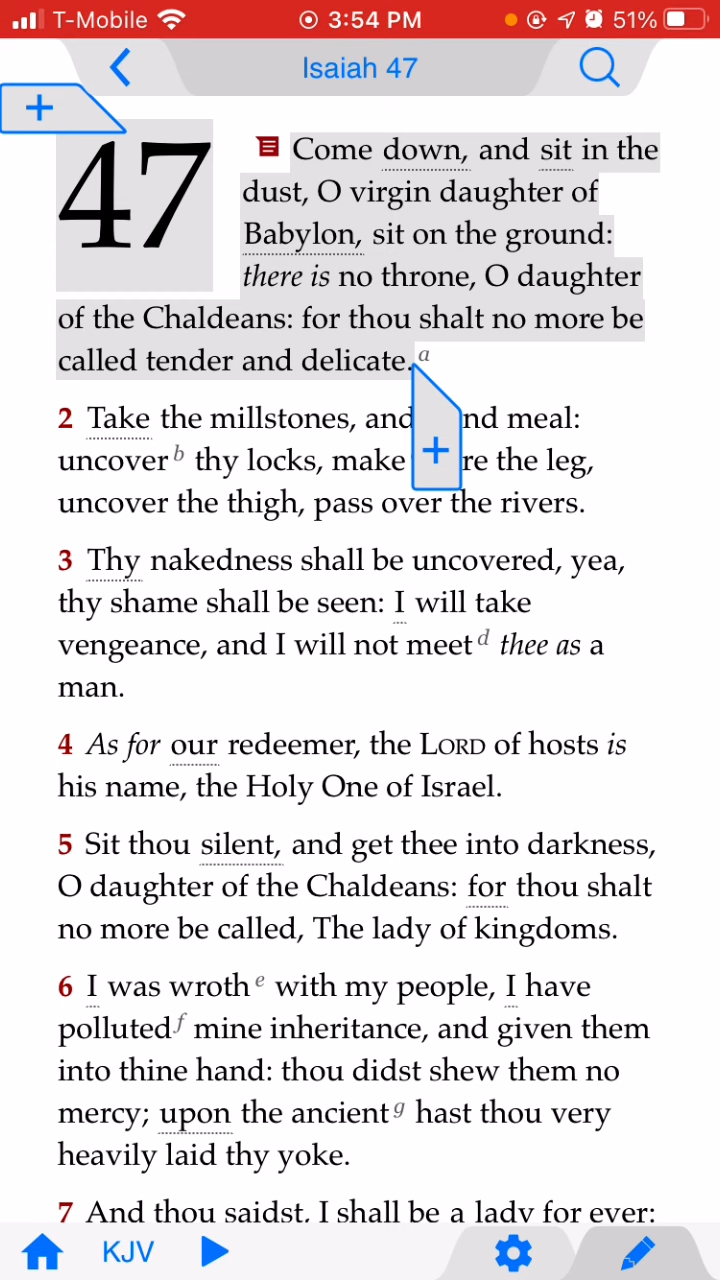 T-Mobile 3:54 PM 51%
Isaiah 47
+
47 Come down, and sit in the
dust, O virgin daughter of
Babylon, sit on the ground:
there is no throne, O daughter
of the Chaldeans: for thou shalt no more be
called tender and delicate. a
2 Take the millstones, and nd meal:
uncover b thy locks, make + re the leg,
uncover the thigh, pass over the rivers.
3 Thy nakedness shall be uncovered, yea,
thy shame shall be seen: I will take
vengeance, and I will not meet d thee as a
man.
4 As for our redeemer, the LORD of hosts is
his name, the Holy One of Israel.
5 Sit thou silent, and get thee into darkness,
O daughter of the Chaldeans: for thou shalt
no more be called, The lady of kingdoms.
6 I was wroth e with my people, I have
polluted f mine inheritance, and given them
into thine hand: thou didst shew them no
mercy; upon the ancient g hast thou very
heavily laid thy yoke.
7 And thou saidst, I shall be a lady for ever:
KJV